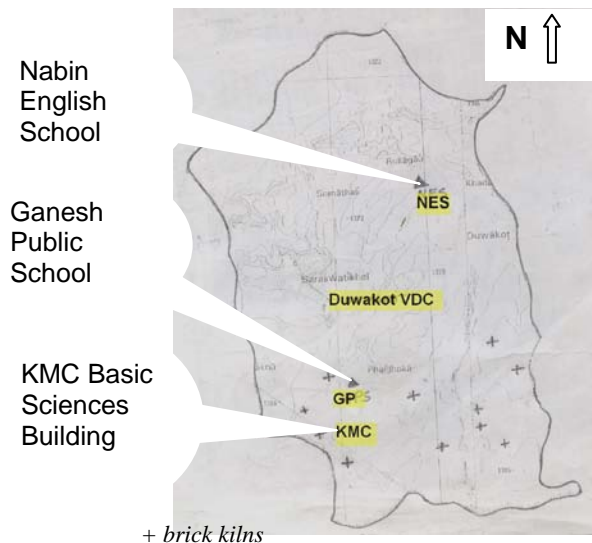 N
Nabin
English
School
NES
Ganesh
Public
School
Duwakot
Duwakot VDC
GP
KMC Basic
Sciences
Building
KMC
+ brick kilns